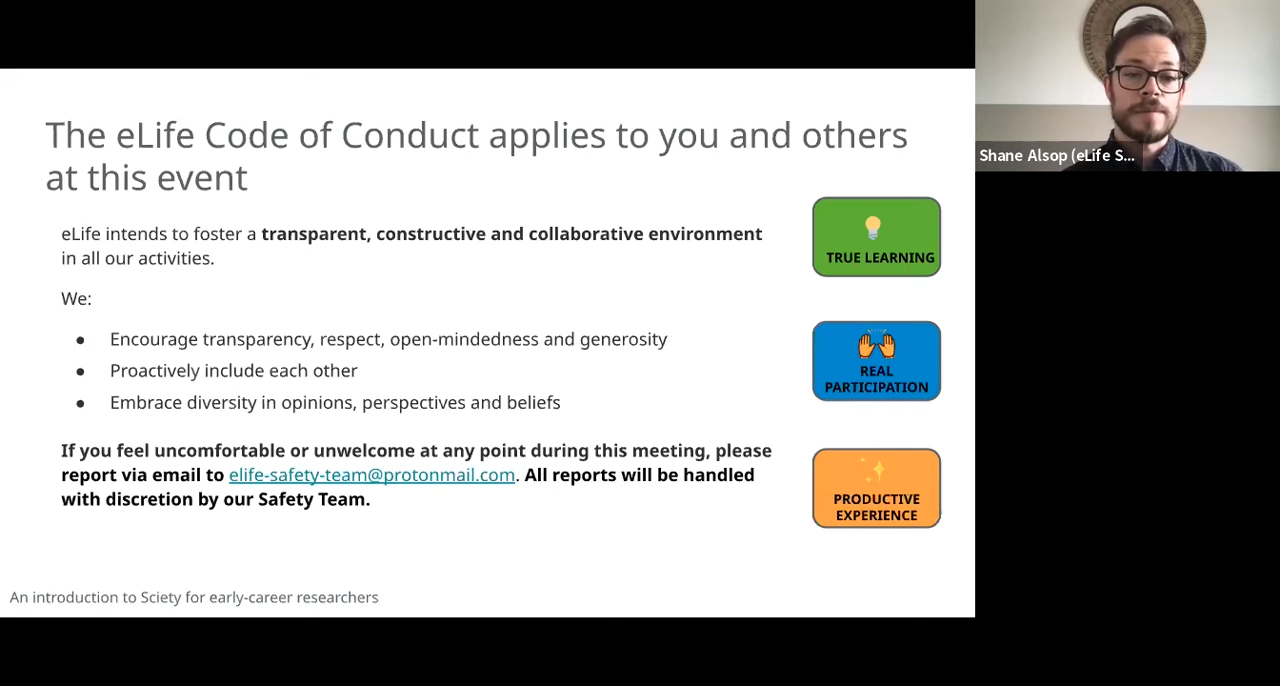 The eLife Code of Conduct applies to you and others
at this event
eLife intends to foster a transparent, constructive and collaborative environment
in all our activities.
We:
● Encourage transparency, respect, open-mindedness and generosity
● Proactively include each other
● Embrace diversity in opinions, perspectives and beliefs
If you feel uncomfortable or unwelcome at any point during this meeting, please
report via email to elife-safety-team@protonmail.com. All reports will be handled
with discretion by our Safety Team.
TRUE LEARNING
REAL
PARTICIPATION
PRODUCTIVE
EXPERIENCE
An introduction to Sciety for early-career researchers
Shane Alsop (eLife S...